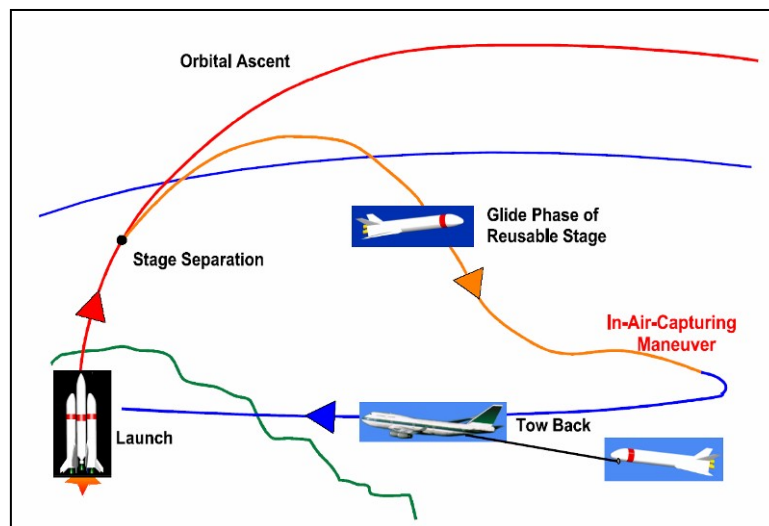 Orbital Ascent
Stage Separation
Glide Phase of
Reusable Stage
In-Air-Capturing
Maneuver
Launch
Tow Back